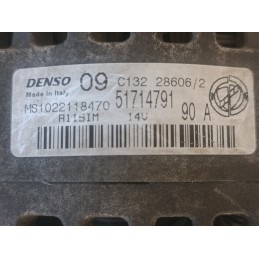 DENSO 09 C132 28606/2
Made in Italy
MS1022118470 51714791
A115IM 14V 90 A